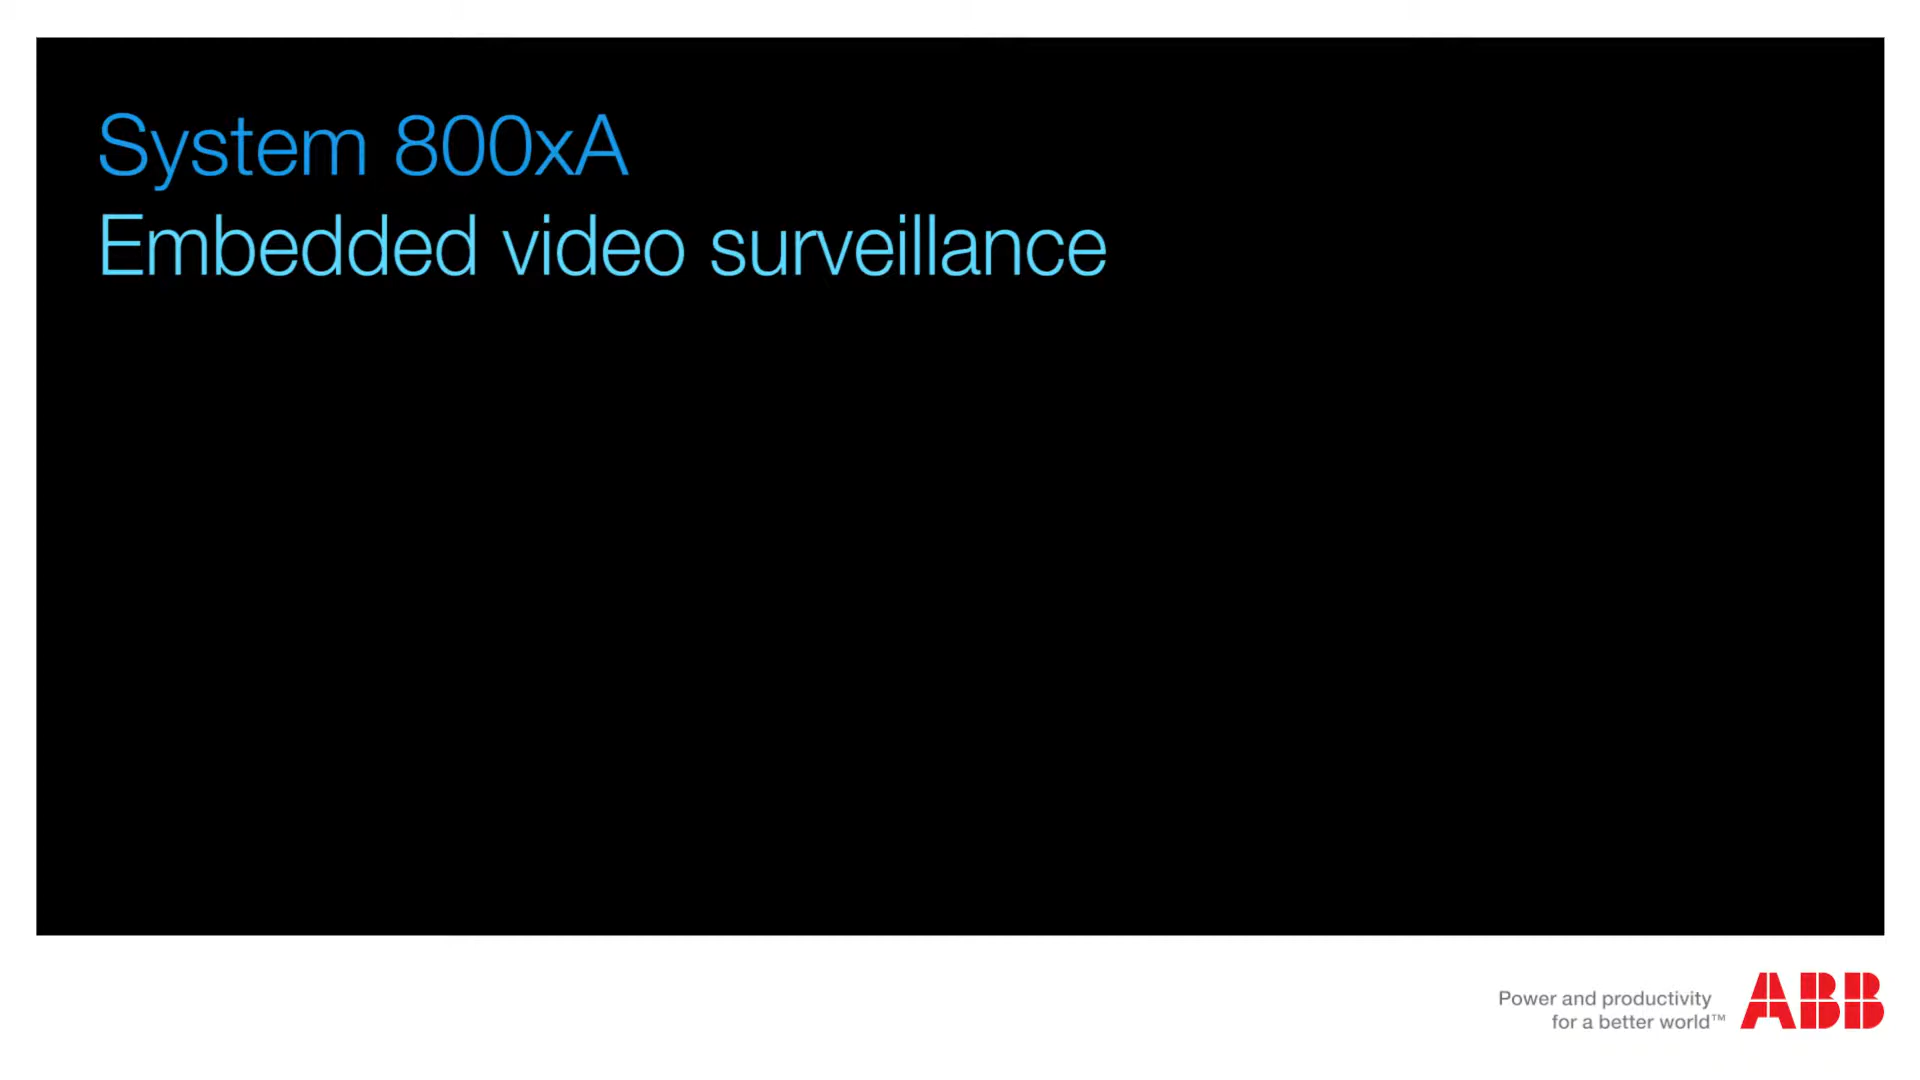 System 800xA
Embedded video surveillance
Power and productivity
for a better world™
ABB